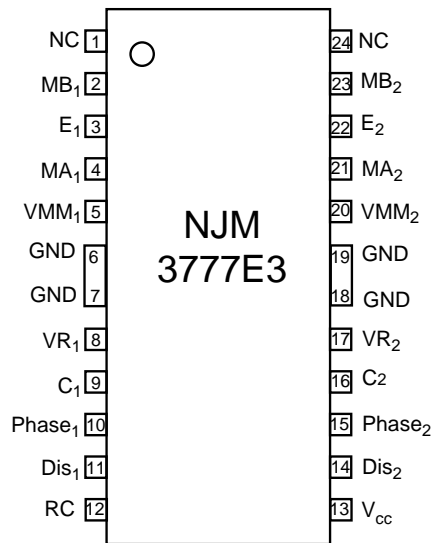 NC 1 24 NC
MB₁ 2 23 MB₂
E₁ 3 22 E₂
MA₁ 4 21 MA₂
VMM₁ 5 20 VMM₂
NJM
3777E3
GND 6 19 GND
GND 7 18 GND
VR₁ 8 17 VR₂
C₁ 9 16 C2
Phase₁ 10 15 Phase₂
Dis₁ 11 14 Dis₂
RC 12 13 Vcc